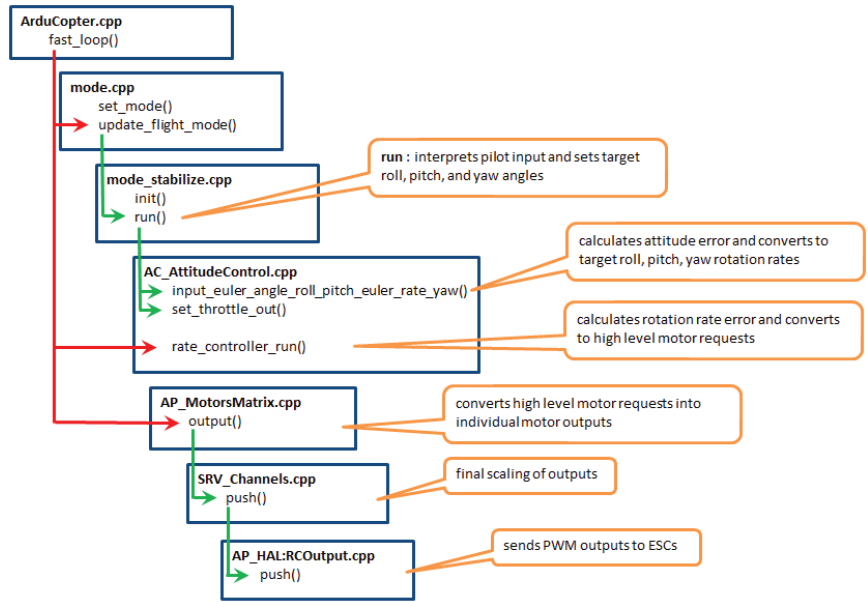 ArduCopter.cpp
fast_loop()
mode.cpp
set_mode()
update_flight_mode()
mode_stabilize.cpp
init()
run()
run : interprets pilot input and sets target
roll, pitch, and yaw angles
AC_AttitudeControl.cpp
input_euler_angle_roll_pitch_euler_rate_yaw()
set_throttle_out()
rate_controller_run()
calculates attitude error and converts to
target roll, pitch, yaw rotation rates
calculates rotation rate error and converts
to high level motor requests
AP_MotorsMatrix.cpp
output()
converts high level motor requests into
individual motor outputs
SRV_Channels.cpp
push()
final scaling of outputs
AP_HAL:RCOutput.cpp
push()
sends PWM outputs to ESCs